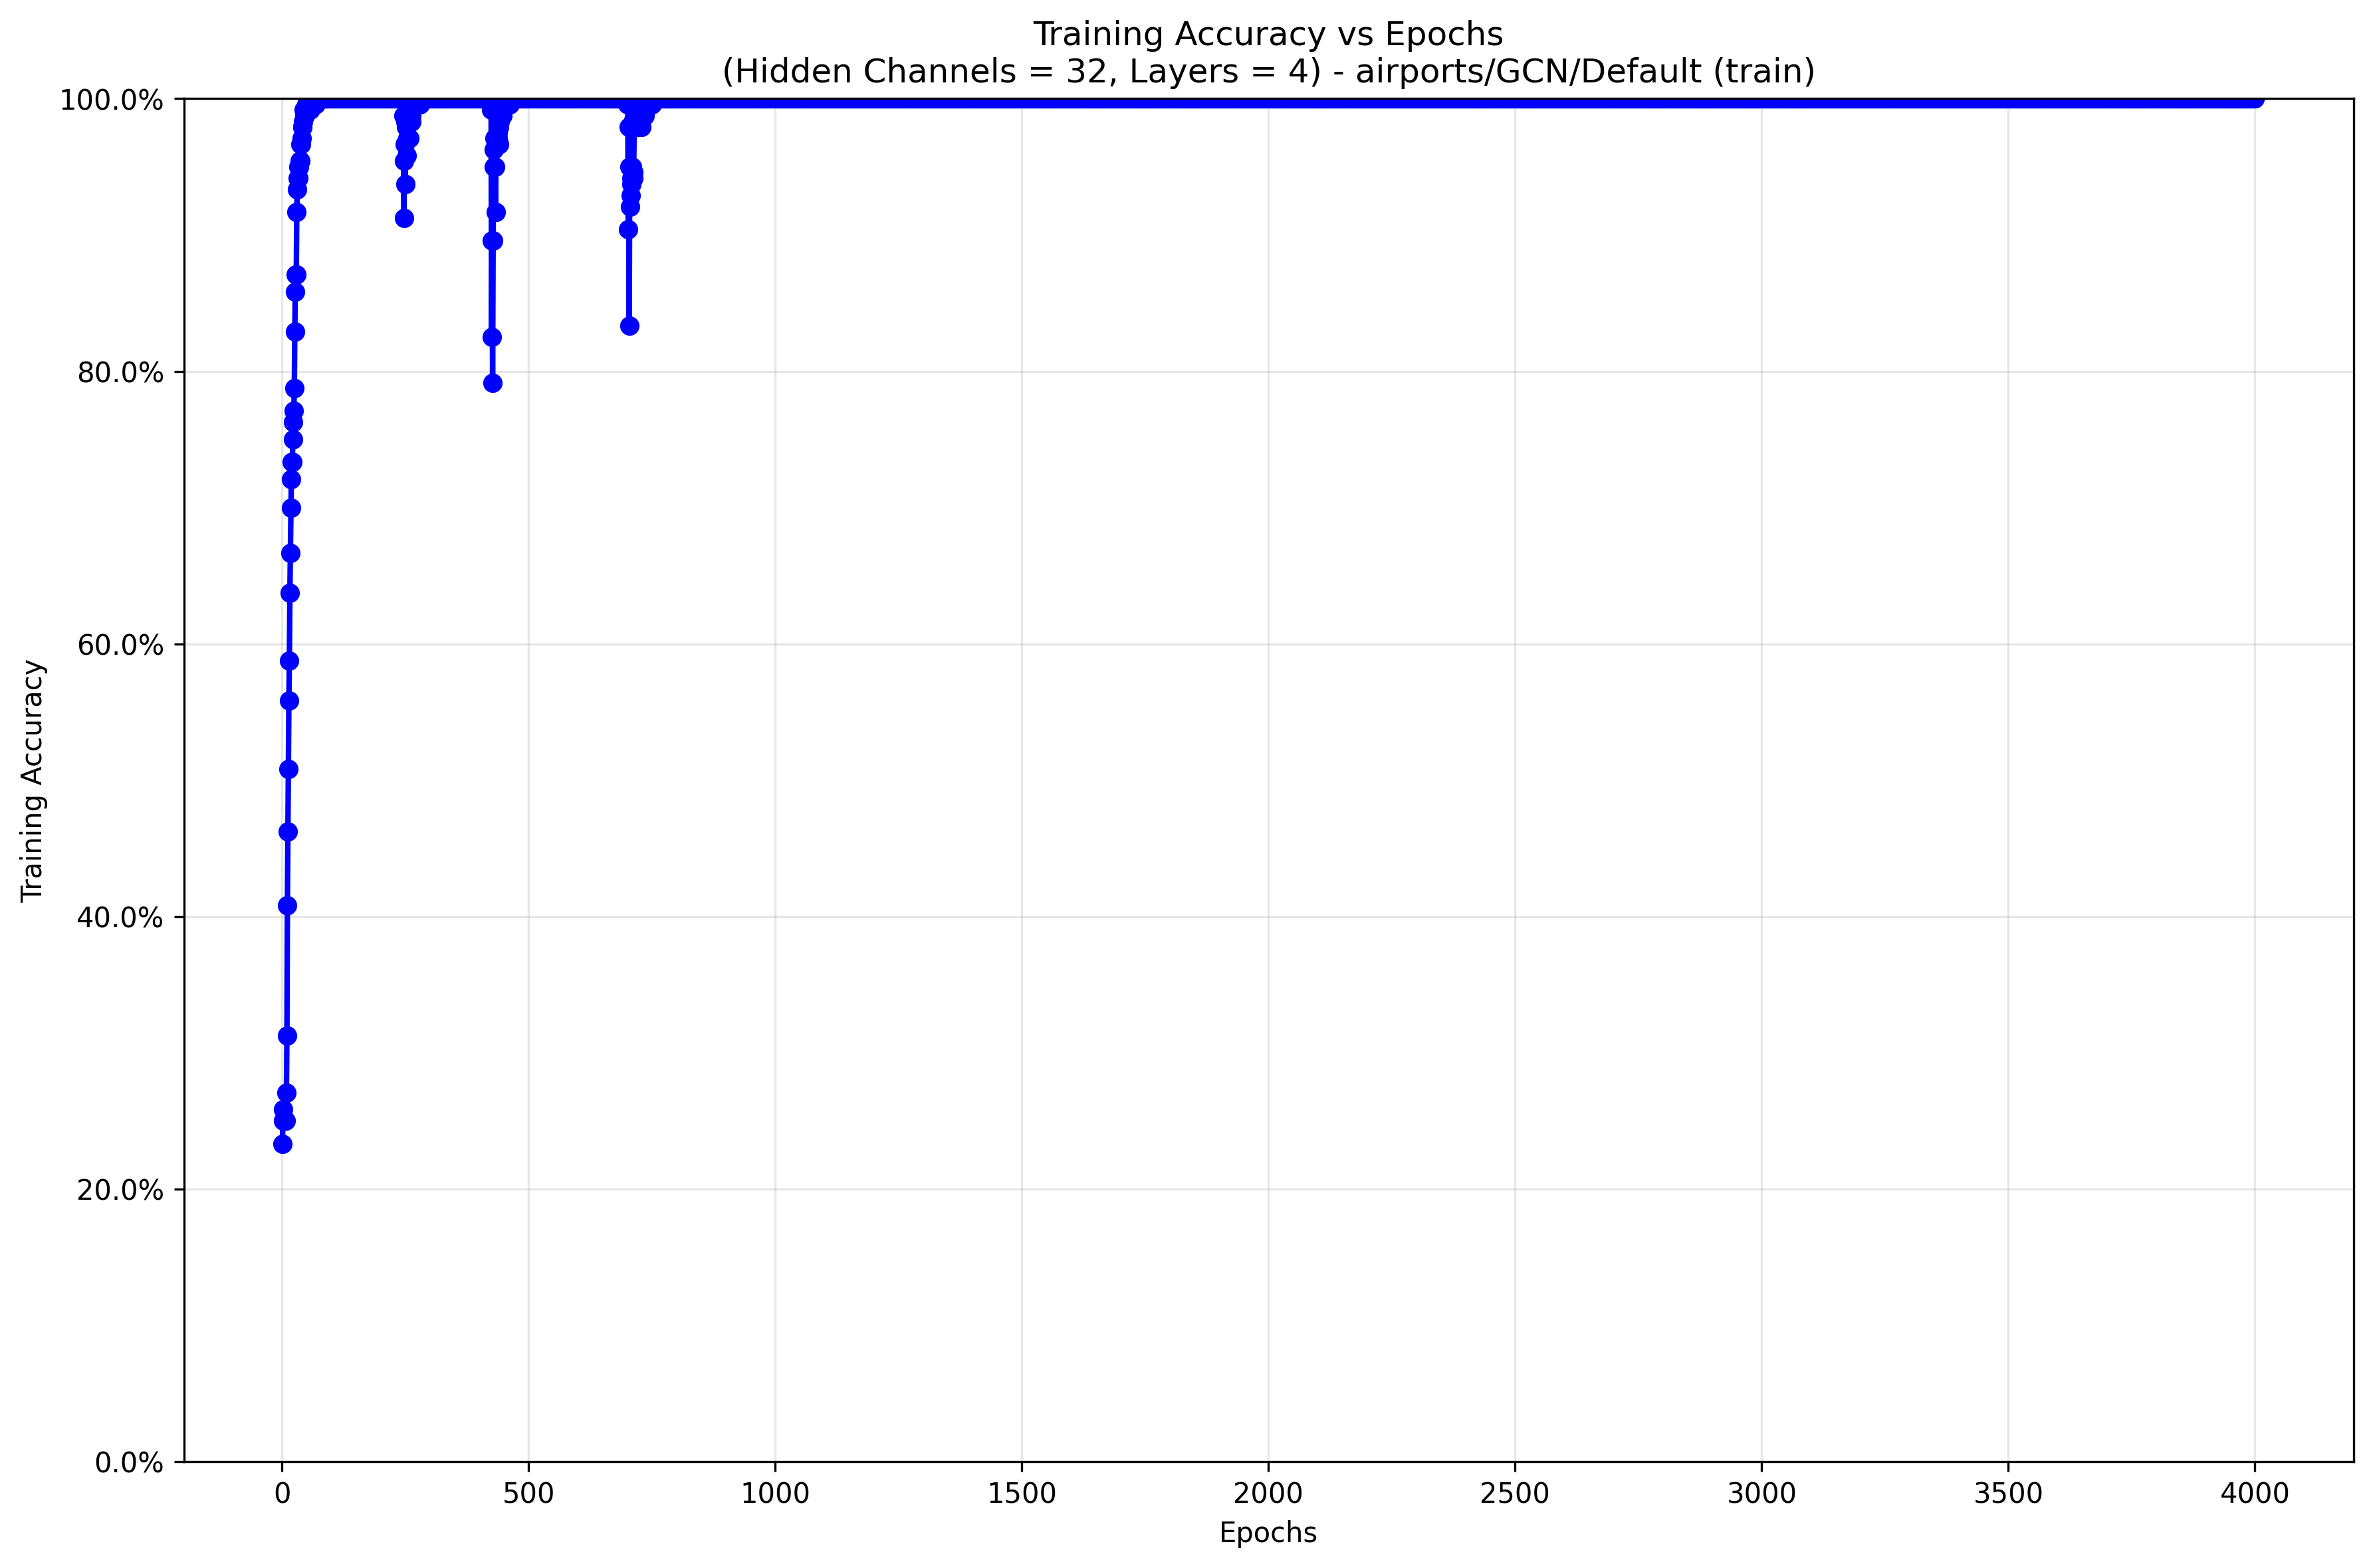 Training Accuracy vs Epochs
(Hidden Channels = 32, Layers = 4) - airports/GCN/Default (train)
100.0%
80.0%
60.0%
40.0%
20.0%
0.0%
Training Accuracy
0 500 1000 1500 2000 2500 3000 3500 4000
Epochs